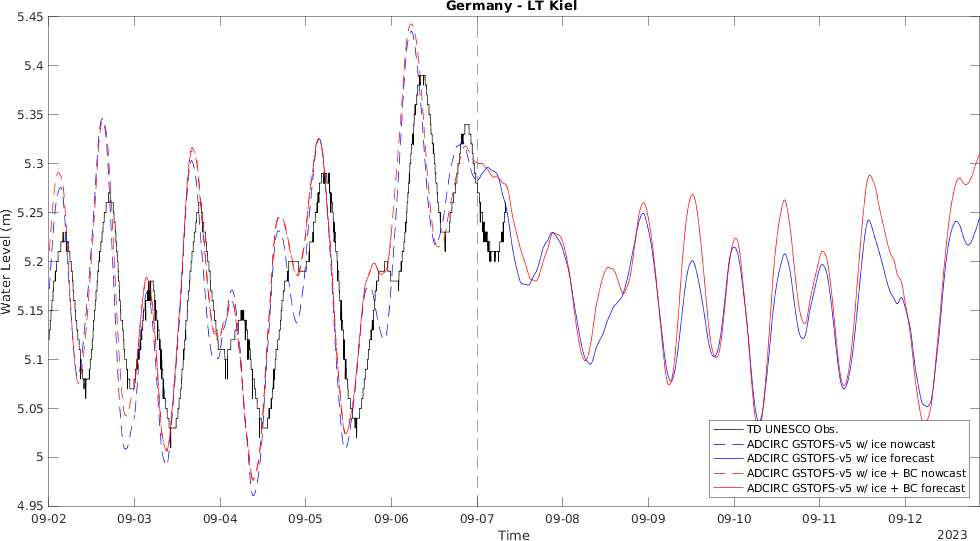 Germany - LT Kiel
5.45
5.4
5.35
5.3
5.25
5.2
5.15
5.1
5.05
5
4.95
Water Level (m)
TD UNESCO Obs.
ADCIRC GSTOFS-v5 w/ ice nowcast
ADCIRC GSTOFS-v5 w/ ice forecast
ADCIRC GSTOFS-v5 w/ ice + BC nowcast
ADCIRC GSTOFS-v5 w/ ice + BC forecast
09-02 09-03 09-04 09-05 09-06 09-07 09-08 09-09 09-10 09-11 09-12
Time
2023